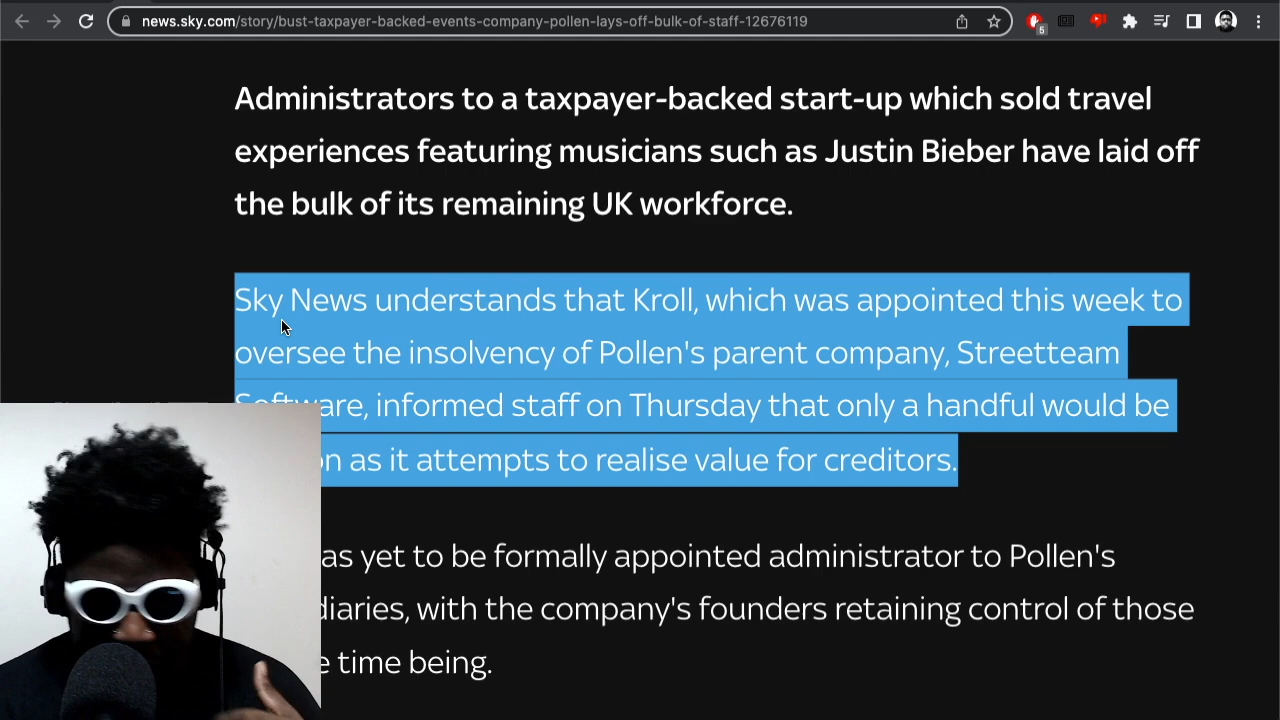 news.sky.com/story/bust-taxpayer-backed-events-company-pollen-lays-off-bulk-of-staff-12676119
5
Administrators to a taxpayer-backed start-up which sold travel
experiences featuring musicians such as Justin Bieber have laid off
the bulk of its remaining UK workforce.
Sky News understands that Kroll, which was appointed this week to
oversee the insolvency of Pollen's parent company, Streetteam
Software, informed staff on Thursday that only a handful would be
as it attempts to realise value for creditors.
yet to be formally appointed administrator to Pollen's
with the company's founders retaining control of those
time being.